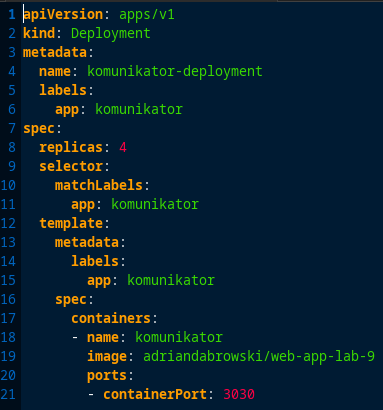 1 apiVersion: apps/v1
2 kind: Deployment
3 metadata:
4   name: komunikator-deployment
5   labels:
6     app: komunikator
7 spec:
8   replicas: 4
9   selector:
10     matchLabels:
11       app: komunikator
12   template:
13     metadata:
14       labels:
15         app: komunikator
16     spec:
17       containers:
18       - name: komunikator
19         image: adriandabrowski/web-app-lab-9
20         ports:
21         - containerPort: 3030